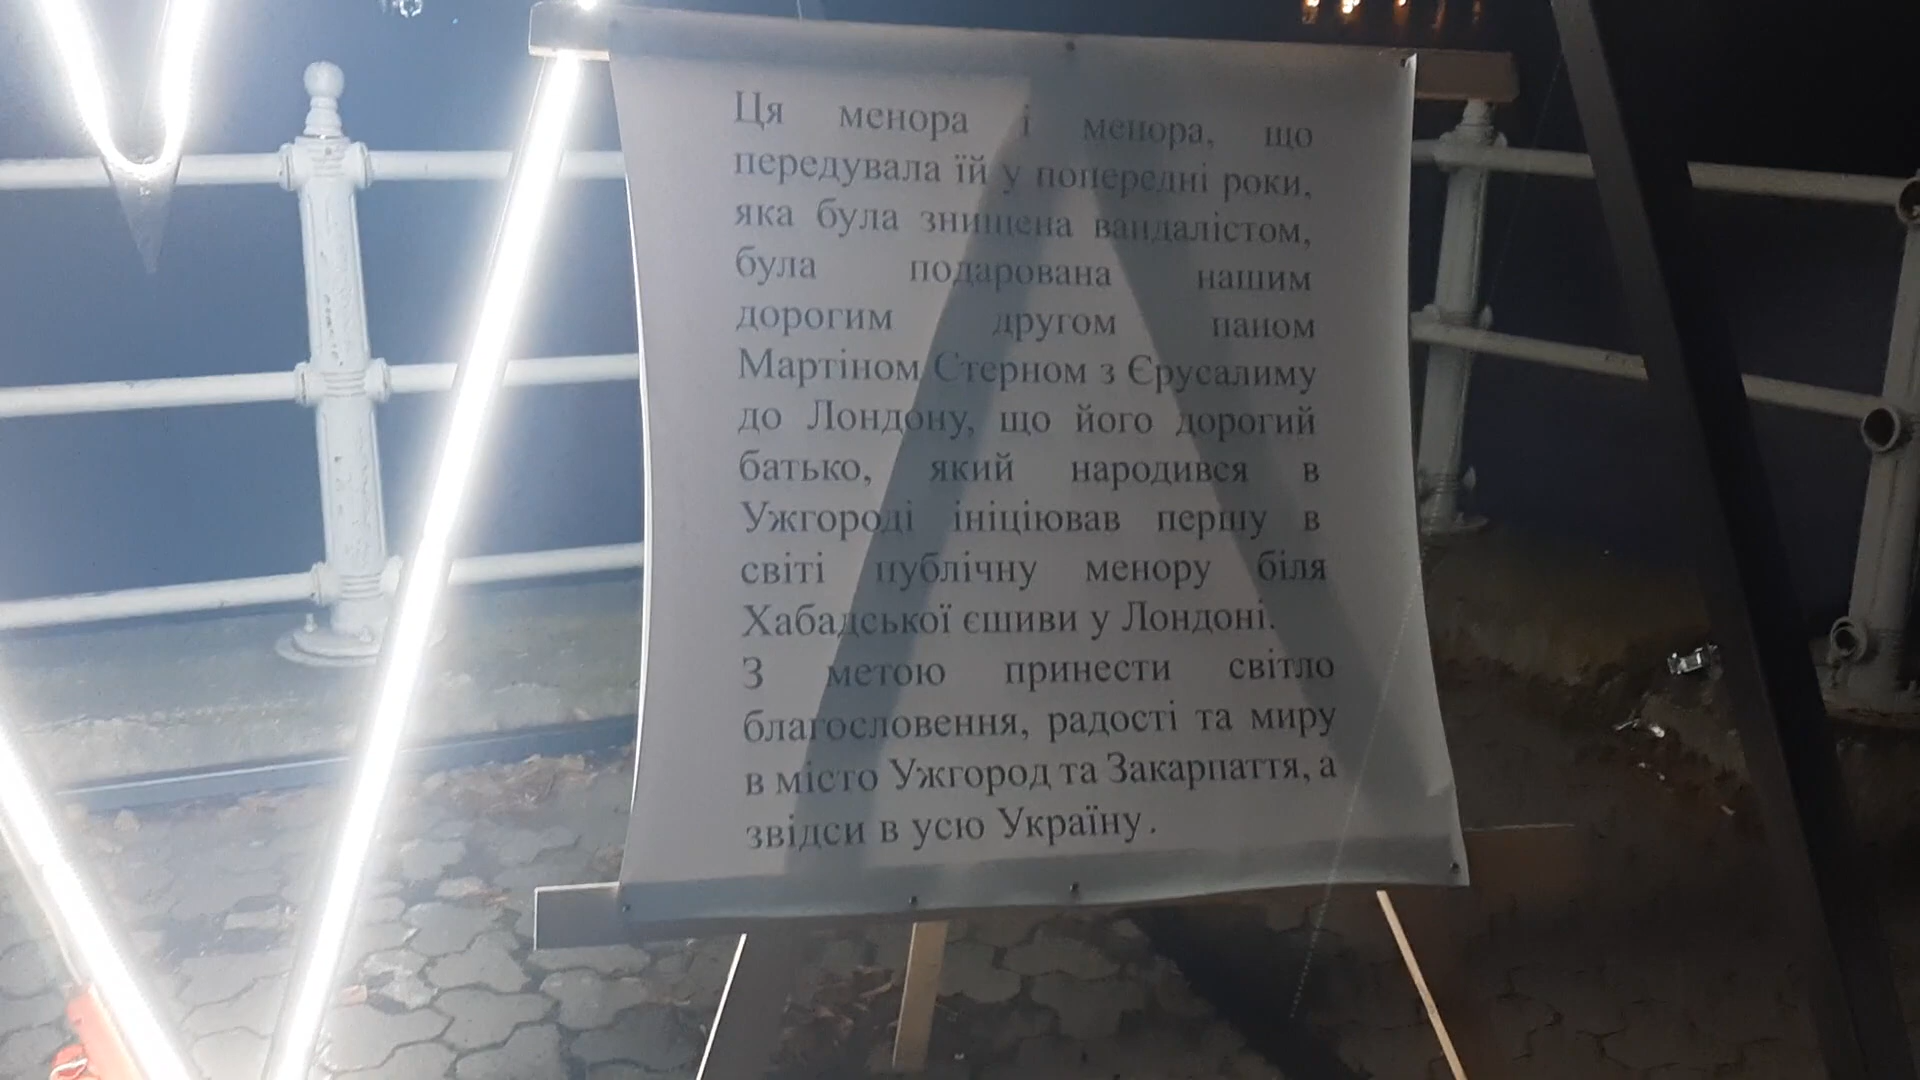 Ця менора і менора, що
передувала їй у попередні роки,
яка була знищена вандалістом,
була подарована нашим
дорогим другом паном
Мартіном Стерном з Єрусалиму
до Лондону, що його дорогий
батько, який народився в
Ужгороді ініціював першу в
світі публічну менору біля
Хабадської єшиви у Лондоні.
З метою принести світло
благословення, радості та миру
в місто Ужгород та Закарпаття, а
звідси в усю Україну.